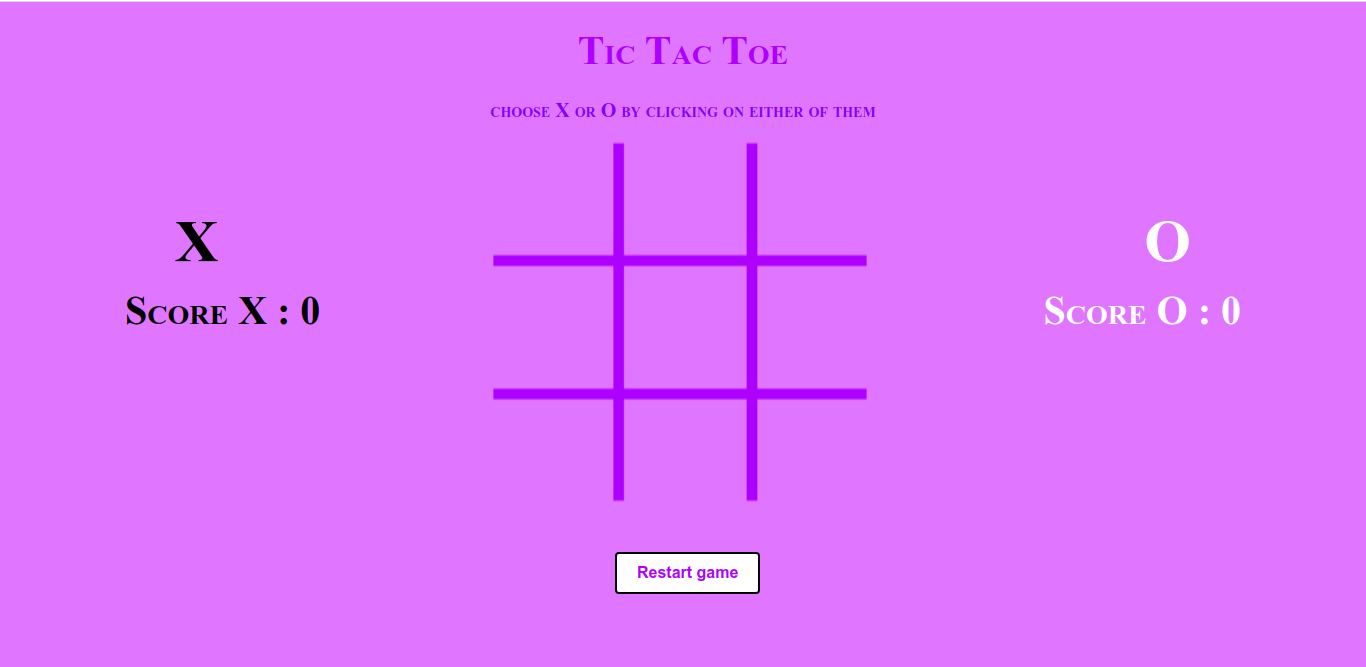 Tic Tac Toe
choose X or O by clicking on either of them
X
O
Score X : 0
Score O : 0
Restart game